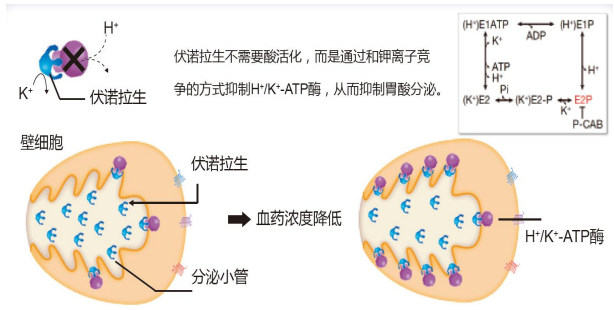 H⁺
K⁺
伏诺拉生
伏诺拉生不需要酸活化,而是通过和钾离子竞
争的方式抑制H⁺/K⁺-ATP酶,从而抑制胃酸分泌。
(H⁺)E1ATP
ADP
(H⁺)E1P
K⁺
ATP
H⁺
H⁺
Pi
(K⁺)E2
(K⁺)E2-P
K⁺
E2P
P-CAB
壁细胞
伏诺拉生
血药浓度降低
H⁺/K⁺-ATP酶
分泌小管